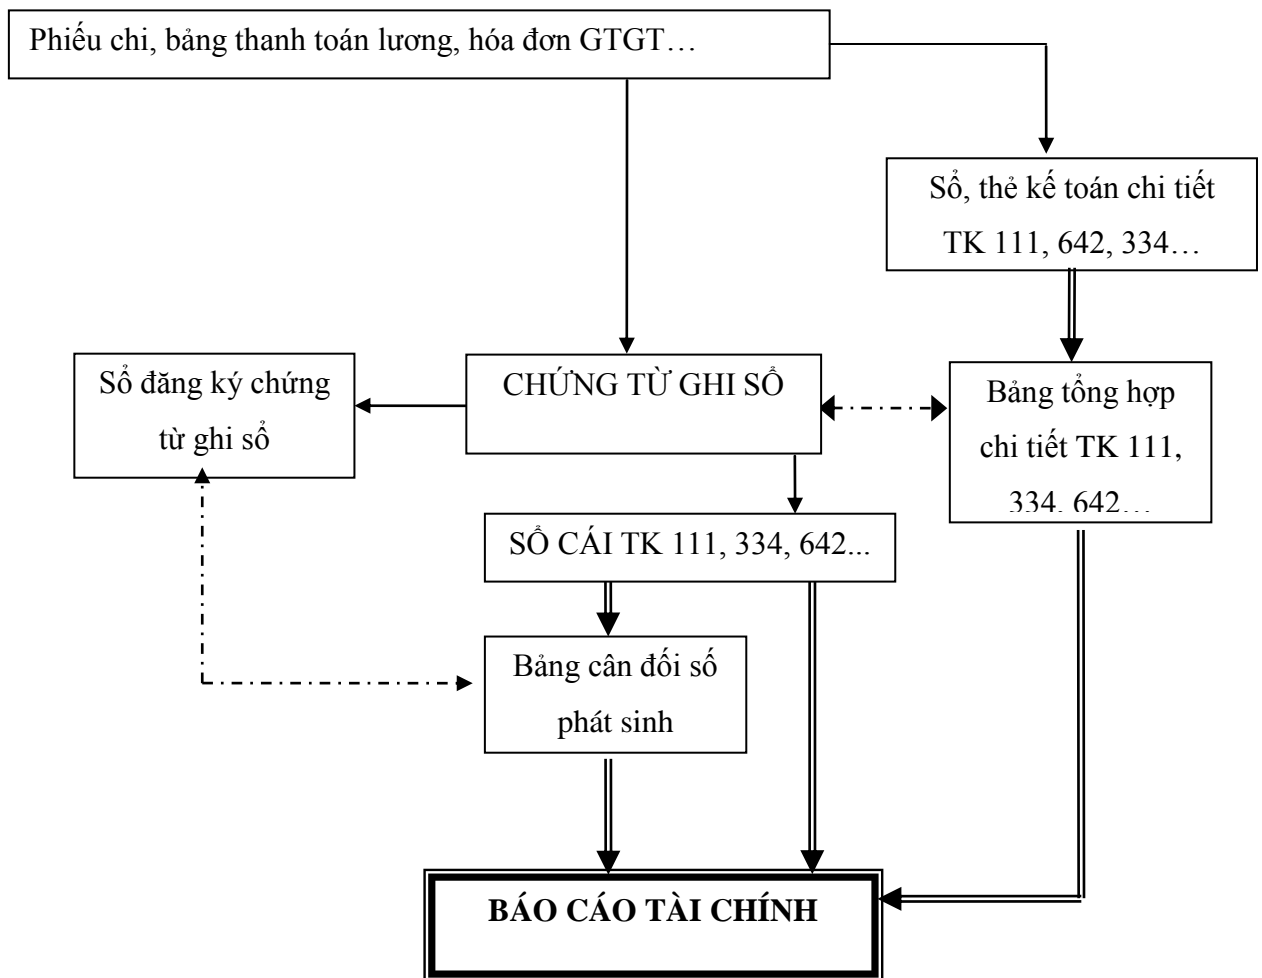 Phiếu chi, bảng thanh toán lương, hóa đơn GTGT…
Sổ, thẻ kế toán chi tiết
TK 111, 642, 334…
Sổ đăng ký chứng
từ ghi sổ
CHỨNG TỪ GHI SỔ
Bảng tổng hợp
chi tiết TK 111,
334, 642…
SỔ CÁI TK 111, 334, 642...
Bảng cân đối số
phát sinh
BÁO CÁO TÀI CHÍNH